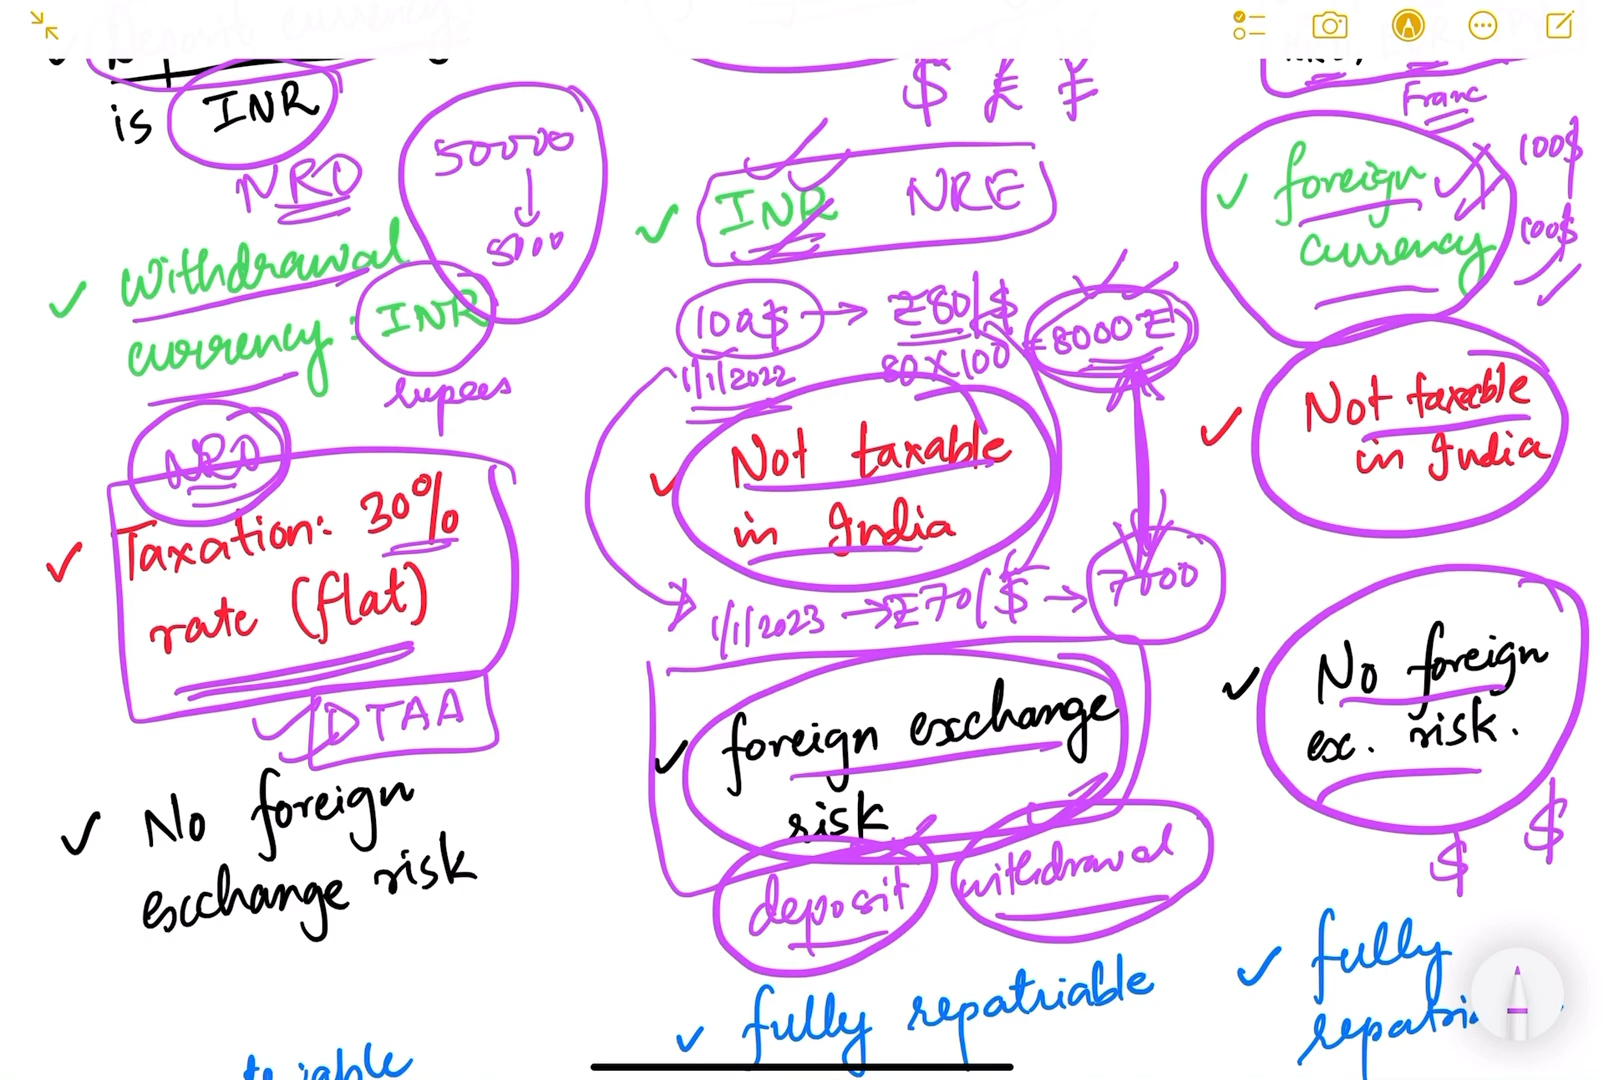 is INR
NRO
50000
5000
✓ withdrawal
currency : INR
rupees
NRO
✓ Taxation: 30%
rate (flat)
✓ DTAA
✓ No foreign
exchange risk
$ £ ¥
✓ INR NRE
100$ → ₹80/$ = 8000₹
1/1/2022 80×100
✓ Not taxable
in India
1/1/2023 → ₹70/$ → 7000
✓ foreign exchange
risk
deposit withdrawal
✓ fully repatriable
Franc
✓ foreign
currency
100$
100$
✓ Not taxable
in India
✓ No foreign
ex. risk.
$ $
✓ fully